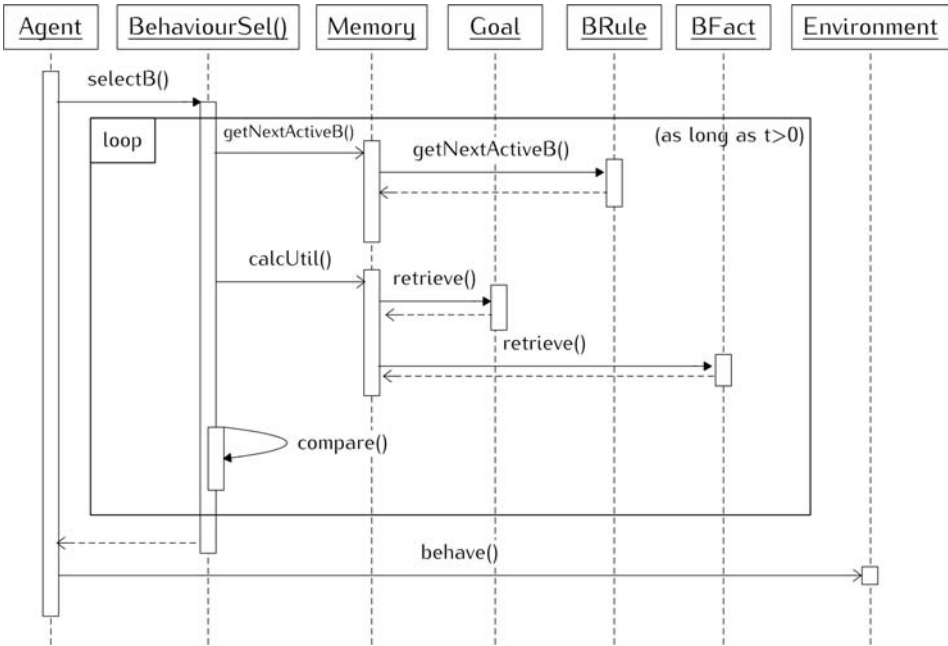 Agent
BehaviourSel()
Memory
Goal
BRule
BFact
Environment
selectB()
loop
getNextActiveB()
(as long as t>0)
getNextActiveB()
calcUtil()
retrieve()
retrieve()
compare()
behave()